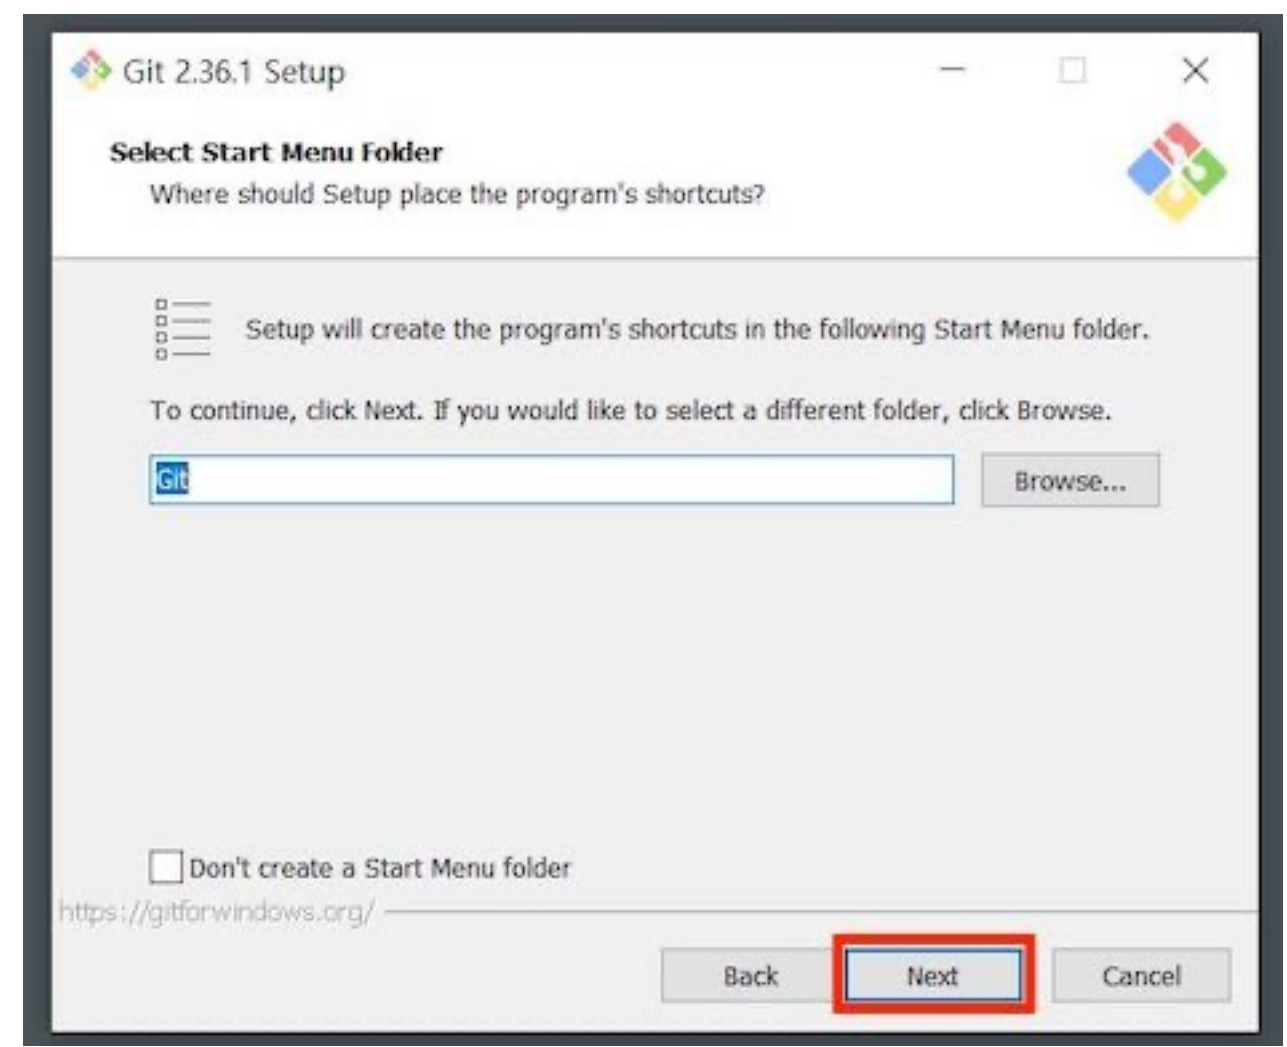 Git 2.36.1 Setup
Select Start Menu Folder
Where should Setup place the program's shortcuts?
Setup will create the program's shortcuts in the following Start Menu folder.
To continue, click Next. If you would like to select a different folder, click Browse.
Git
Browse...
Don't create a Start Menu folder
https://gitforwindows.org/
Back
Next
Cancel